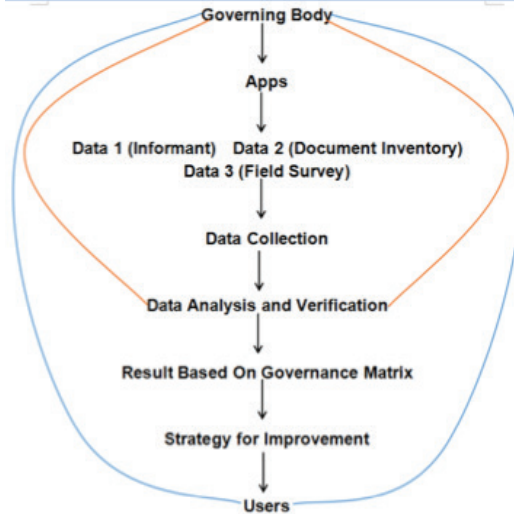 Governing Body
Apps
Data 1 (Informant) Data 2 (Document Inventory)
Data 3 (Field Survey)
Data Collection
Data Analysis and Verification
Result Based On Governance Matrix
Strategy for Improvement
Users